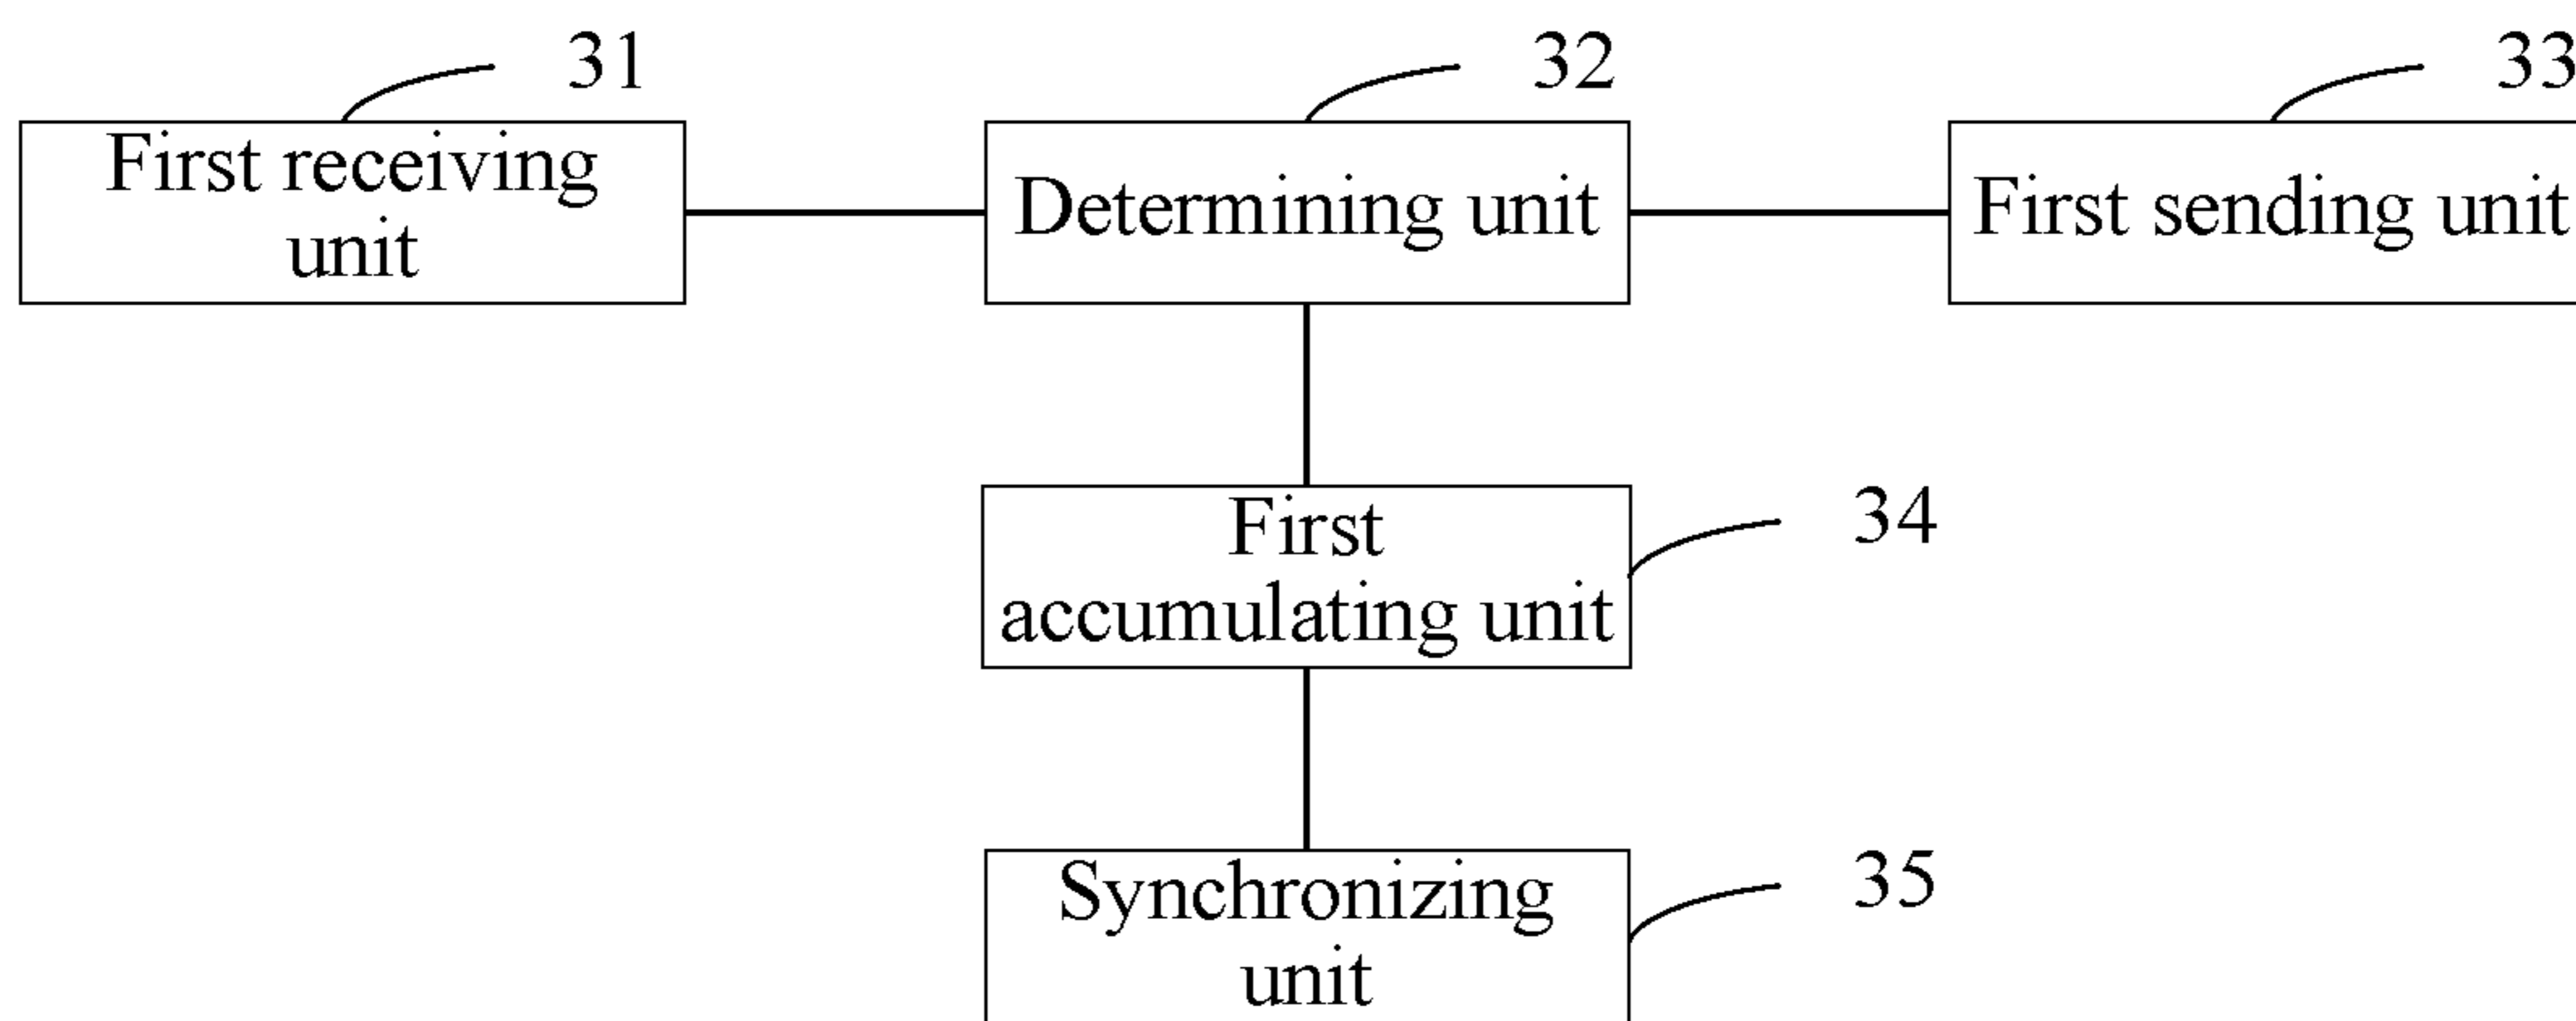 31
32
33
First receiving
unit
Determining unit
First sending unit
First
accumulating unit
34
Synchronizing
unit
35